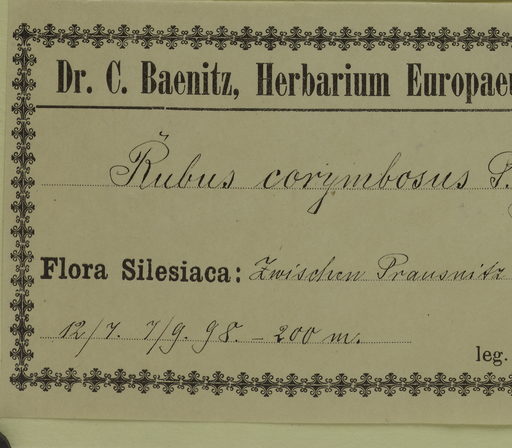 Dr. C. Baenitz, Herbarium Europaeu
Rubus corymbosus P.
Flora Silesiaca: Zwischen Prausnitz
12/7. 7/9. 98. - 200 m.
leg.